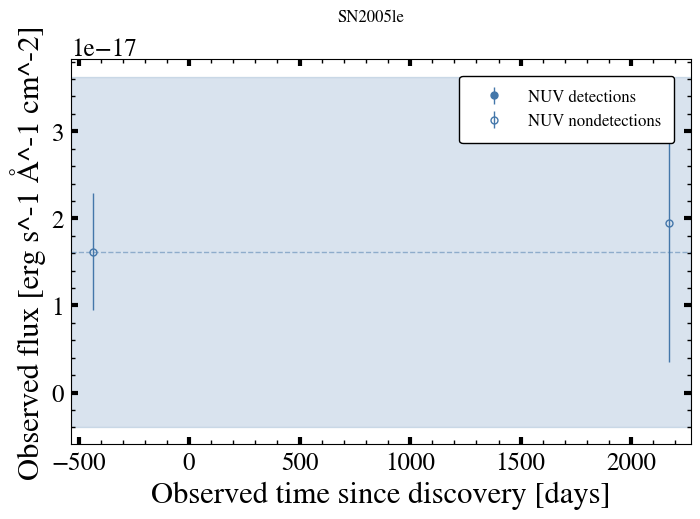 SN2005le
1e−17
Observed flux [erg s^-1 Å^-1 cm^-2]
NUV detections
NUV nondetections
3
2
1
0
−500 0 500 1000 1500 2000
Observed time since discovery [days]